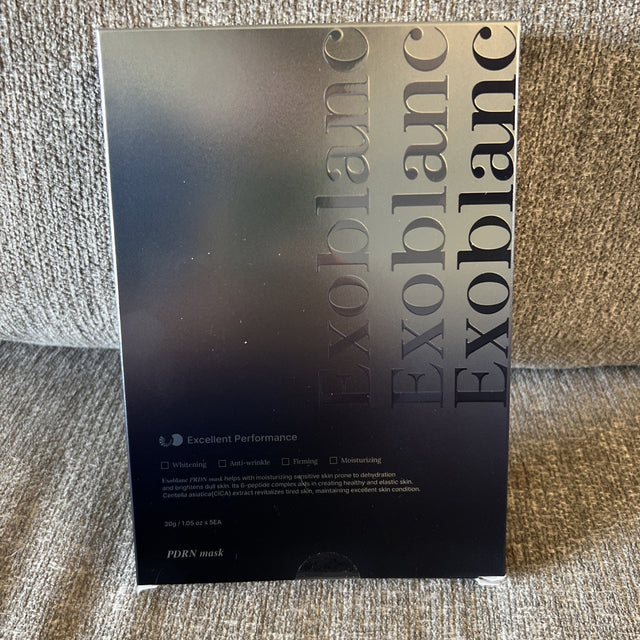 Exoblanc
Exoblanc
Exoblanc
Excellent Performance
Whitening Anti-wrinkle Firming Moisturizing
Exoblanc PRDN mask helps with moisturizing sensitive skin prone to dehydration
and brightens dull skin. Its 6-peptide complex aids in creating healthy and elastic skin.
Centella asiatica(CICA) extract revitalizes tired skin, maintaining excellent skin condition.
30g / 1.05 oz x 5EA
PDRN mask